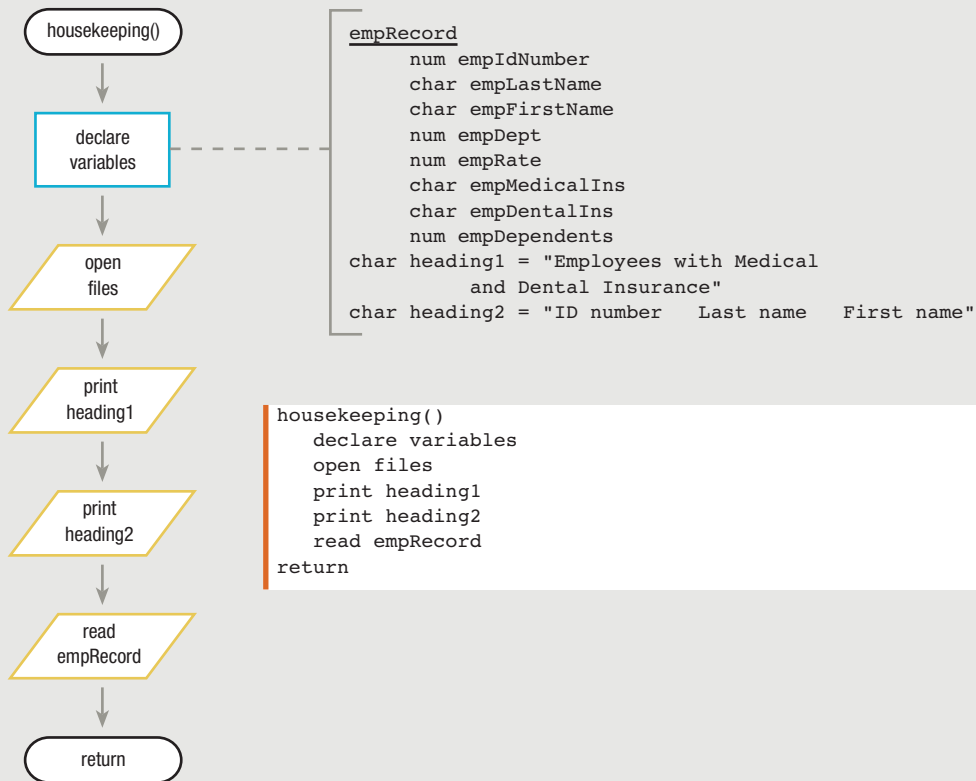 housekeeping()
declare
variables
open
files
print
heading1
print
heading2
read
empRecord
return
empRecord
num empIdNumber
char empLastName
char empFirstName
num empDept
num empRate
char empMedicalIns
char empDentalIns
num empDependents
char heading1 = "Employees with Medical
and Dental Insurance"
char heading2 = "ID number   Last name   First name"
housekeeping()
declare variables
open files
print heading1
print heading2
read empRecord
return